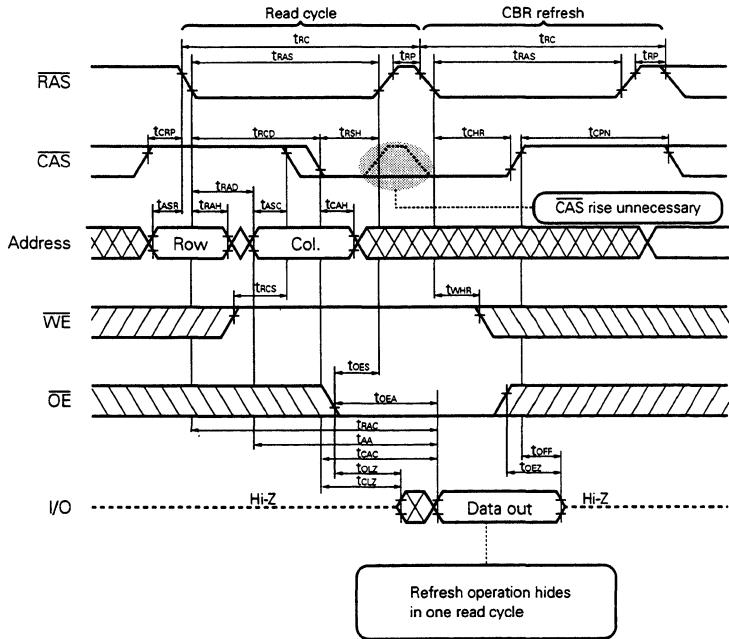 Read cycle
CBR refresh
tRC
tRC
tRAS
tRP
tRAS
tRP
RAS
tCRP
tRCD
tRSH
tCHR
tCPN
CAS
tRAD
tASR
tRAH
tASC
tCAH
CAS rise unnecessary
Address
Row
Col.
tRCS
tWHR
WE
tOES
OE
tOEA
tRAC
tAA
tCAC
tOFF
tOLZ
tOEZ
tCLZ
I/O
Hi-Z
Data out
Hi-Z
Refresh operation hides
in one read cycle